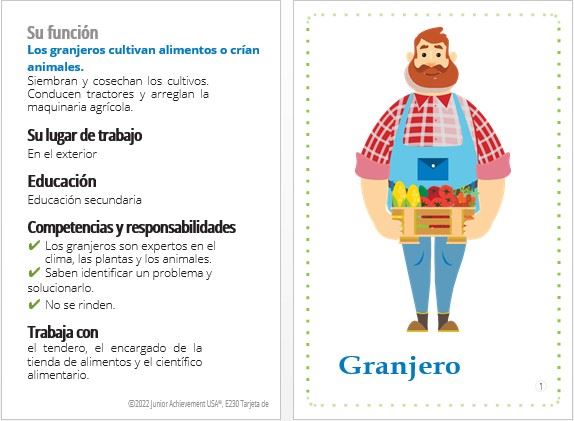 Su función
Los granjeros cultivan alimentos o crían
animales.
Siembran y cosechan los cultivos.
Conducen tractores y arreglan la
maquinaria agrícola.
Su lugar de trabajo
En el exterior
Educación
Educación secundaria
Competencias y responsabilidades
✔ Los granjeros son expertos en el
clima, las plantas y los animales.
✔ Saben identificar un problema y
solucionarlo.
✔ No se rinden.
Trabaja con
el tendero, el encargado de la
tienda de alimentos y el científico
alimentario.
©2022 Junior Achievement USA®, E230 Tarjeta de
Granjero
1